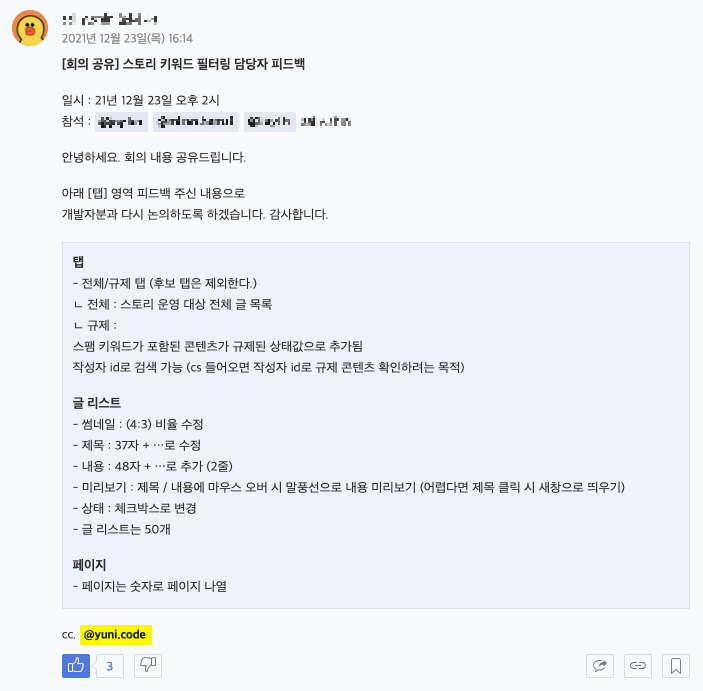 2021년 12월 23일(목) 16:14
[회의 공유] 스토리 키워드 필터링 담당자 피드백
일시 : 21년 12월 23일 오후 2시
참석 :
안녕하세요. 회의 내용 공유드립니다.
아래 [탭] 영역 피드백 주신 내용으로
개발자분과 다시 논의하도록 하겠습니다. 감사합니다.
탭
- 전체/규제 탭 (후보 탭은 제외한다.)
ㄴ 전체 : 스토리 운영 대상 전체 글 목록
ㄴ 규제 :
스팸 키워드가 포함된 콘텐츠가 규제된 상태값으로 추가됨
작성자 id로 검색 가능 (cs 들어오면 작성자 id로 규제 콘텐츠 확인하려는 목적)
글 리스트
- 썸네일 : (4:3) 비율 수정
- 제목 : 37자 + …로 수정
- 내용 : 48자 + …로 추가 (2줄)
- 미리보기 : 제목 / 내용에 마우스 오버 시 말풍선으로 내용 미리보기 (어렵다면 제목 클릭 시 새창으로 띄우기)
- 상태 : 체크박스로 변경
- 글 리스트는 50개
페이지
- 페이지는 숫자로 페이지 나열
cc. @yuni.code
3